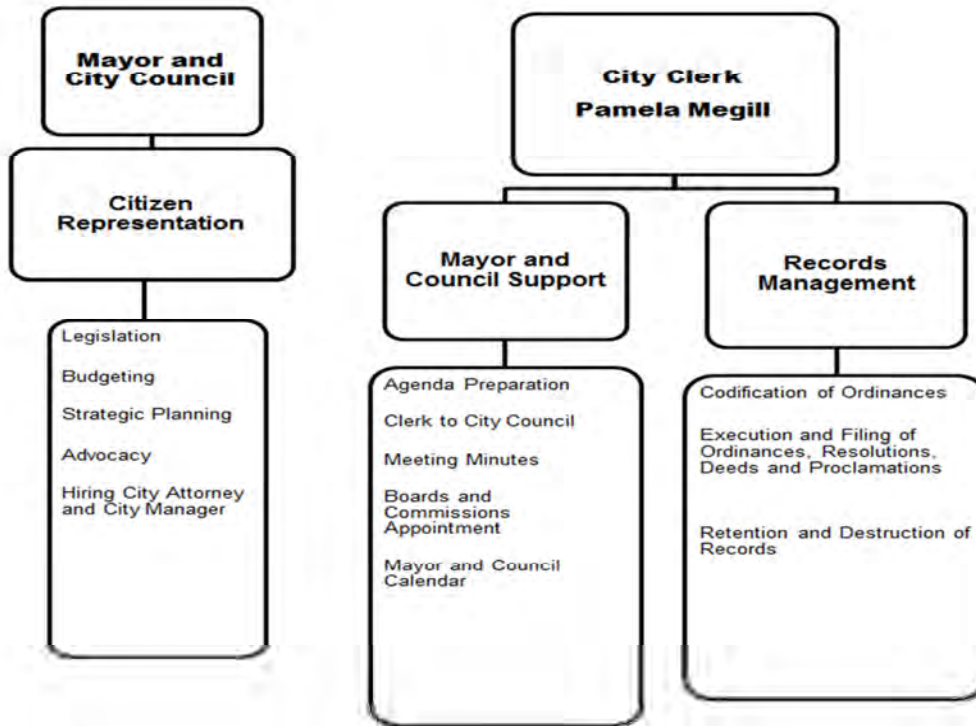 Mayor and
City Council
Citizen
Representation
Legislation
Budgeting
Strategic Planning
Advocacy
Hiring City Attorney
and City Manager
City Clerk
Pamela Megill
Mayor and
Council Support
Agenda Preparation
Clerk to City Council
Meeting Minutes
Boards and
Commissions
Appointment
Mayor and Council
Calendar
Records
Management
Codification of Ordinances
Execution and Filing of
Ordinances, Resolutions,
Deeds and Proclamations
Retention and Destruction of
Records